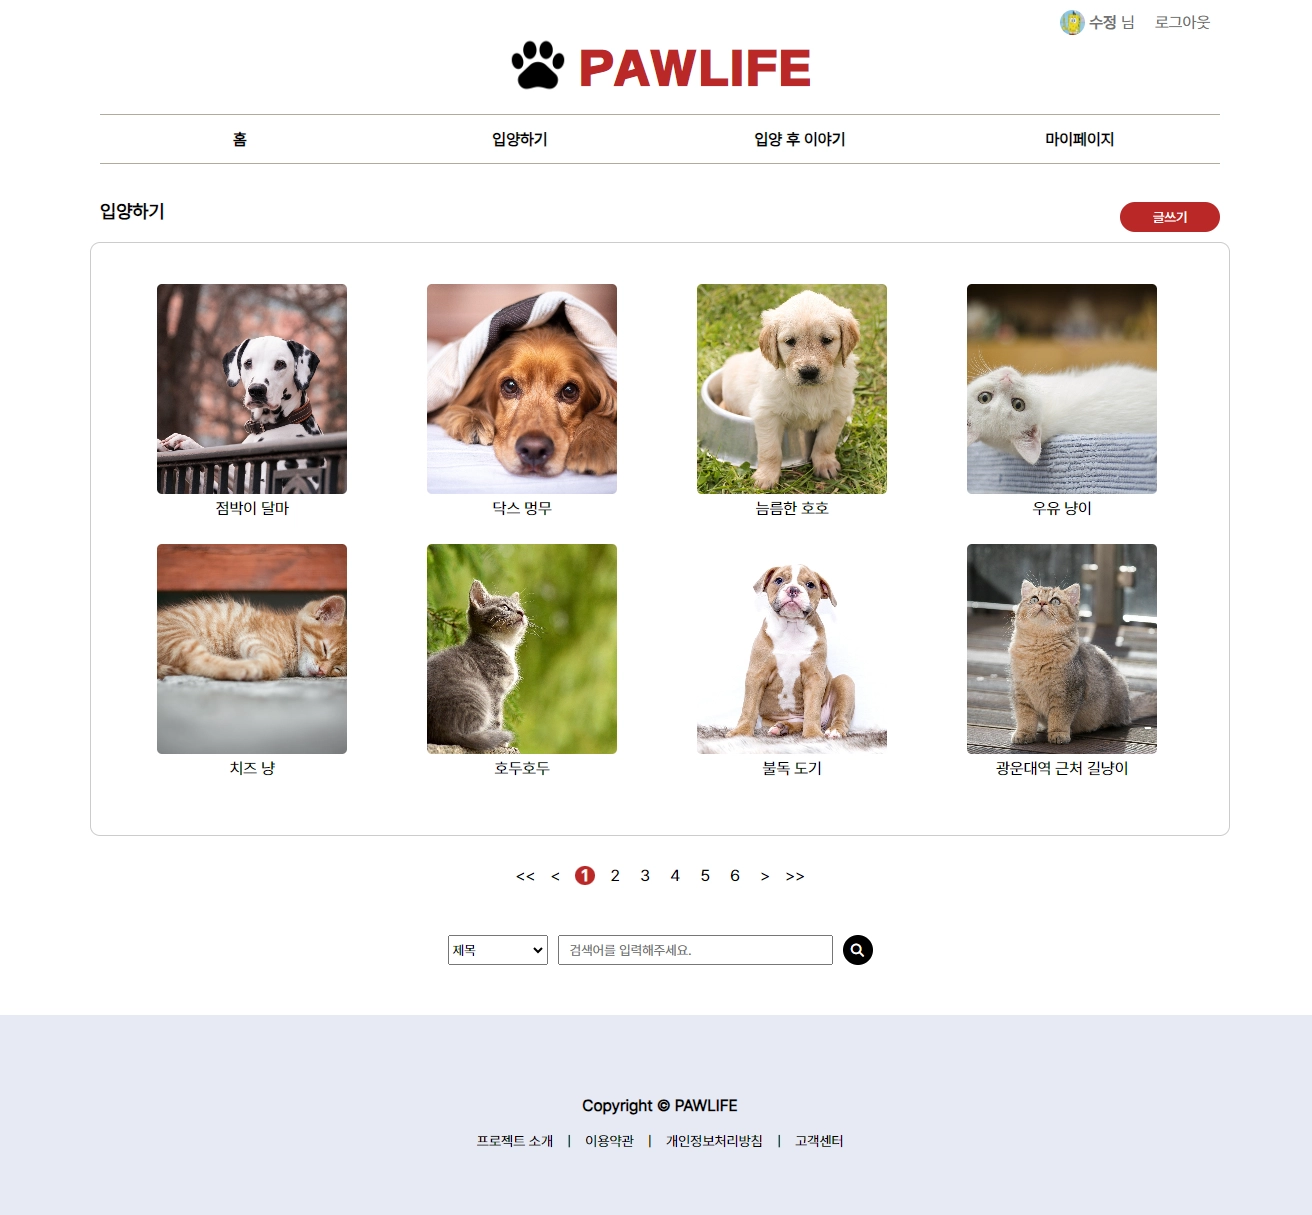 수정 님 로그아웃
PAWLIFE
홈 입양하기 입양 후 이야기 마이페이지
입양하기 글쓰기
점박이 달마 닥스 멍무 늠름한 호호 우유 냥이
치즈 냥 호두호두 불독 도기 광운대역 근처 길냥이
<< < 1 2 3 4 5 6 > >>
제목 검색어를 입력해주세요.
Copyright © PAWLIFE
프로젝트 소개 | 이용약관 | 개인정보처리방침 | 고객센터